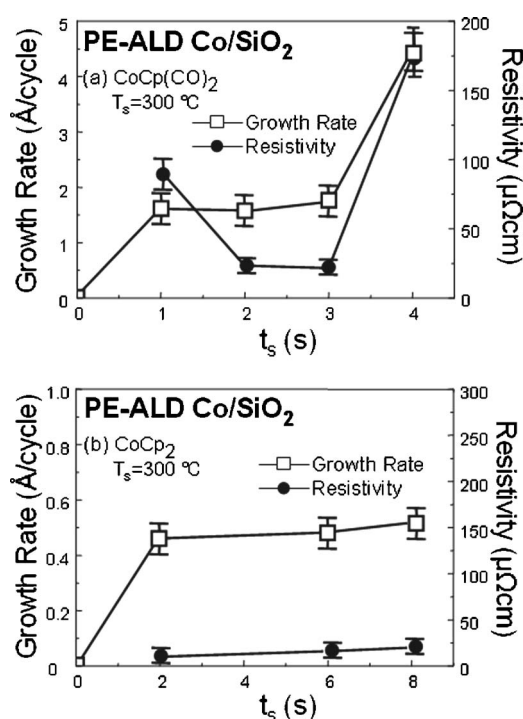 PE-ALD Co/SiO₂
(a) CoCp(CO)₂
Tₛ=300 ℃
Growth Rate
Resistivity
Growth Rate (Å/cycle)
Resistivity (μΩcm)
5
4
3
2
1
0
200
150
100
50
0
0 1 2 3 4
tₛ (s)
PE-ALD Co/SiO₂
(b) CoCp₂
Tₛ=300 ℃
Growth Rate
Resistivity
Growth Rate (Å/cycle)
Resistivity (μΩcm)
1.0
0.8
0.6
0.4
0.2
0
300
250
200
150
100
50
0
0 2 4 6 8
tₛ (s)